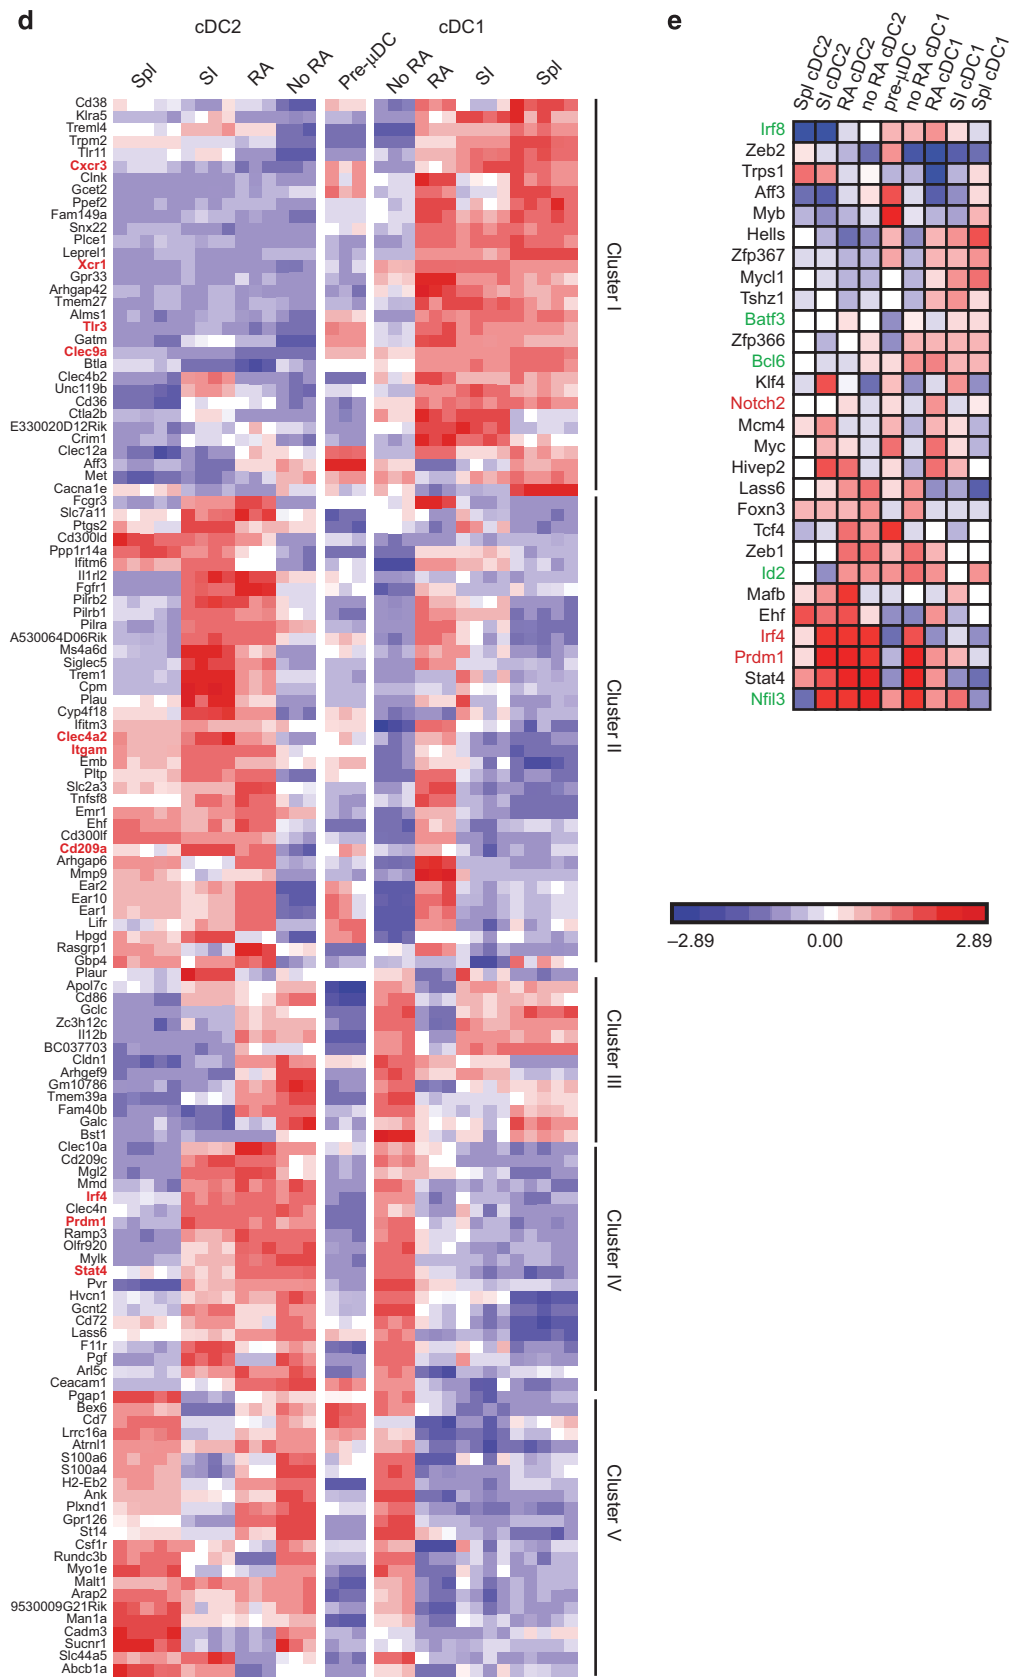 d
cDC2
cDC1
Spl
SI
RA
No RA
Pre-μDC
No RA
RA
SI
Spl
Cd38
Klra5
Treml4
Trpm2
Tlr11
Cxcr3
Clnk
Gcet2
Ppef2
Fam149a
Snx22
Plce1
Leprel1
Xcr1
Gpr33
Arhgap42
Tmem27
Alms1
Tlr3
Gatm
Clec9a
Btla
Clec4b2
Unc119b
Cd36
Ctla2b
E330020D12Rik
Crim1
Clec12a
Aff3
Met
Cacna1e
Fcgr3
Slc7a11
Ptgs2
Cd300ld
Ppp1r14a
Ifitm6
Il1rl2
Fgfr1
Pilrb2
Pilrb1
Pilra
A530064D06Rik
Ms4a6d
Siglec5
Trem1
Cpm
Plau
Cyp4f18
Ifitm3
Clec4a2
Itgam
Emb
Pltp
Slc2a3
Tnfsf8
Emr1
Ehf
Cd300lf
Cd209a
Arhgap6
Mmp9
Ear2
Ear10
Ear1
Lifr
Hpgd
Rasgrp1
Gbp4
Plaur
Apol7c
Cd86
Gclc
Zc3h12c
Il12b
BC037703
Cldn1
Arhgef9
Gm10786
Tmem39a
Fam40b
Galc
Bst1
Clec10a
Cd209c
Mgl2
Mmd
Irf4
Clec4n
Prdm1
Ramp3
Olfr920
Mylk
Stat4
Pvr
Hvcn1
Gcnt2
Cd72
Lass6
F11r
Pgf
Arl5c
Ceacam1
Pgap1
Bex6
Cd7
Lrrc16a
Atrnl1
S100a6
S100a4
H2-Eb2
Ank
Plxnd1
Gpr126
St14
Csf1r
Rundc3b
Myo1e
Malt1
Arap2
9530009G21Rik
Man1a
Cadm3
Sucnr1
Slc44a5
Abcb1a
Cluster I
Cluster II
Cluster III
Cluster IV
Cluster V
e
Spl cDC2
SI cDC2
RA cDC2
no RA cDC2
pre-μDC
no RA cDC1
RA cDC1
SI cDC1
Spl cDC1
Irf8
Zeb2
Trps1
Aff3
Myb
Hells
Zfp367
Mycl1
Tshz1
Batf3
Zfp366
Bcl6
Klf4
Notch2
Mcm4
Myc
Hivep2
Lass6
Foxn3
Tcf4
Zeb1
Id2
Mafb
Ehf
Irf4
Prdm1
Stat4
Nfil3
–2.89
0.00
2.89